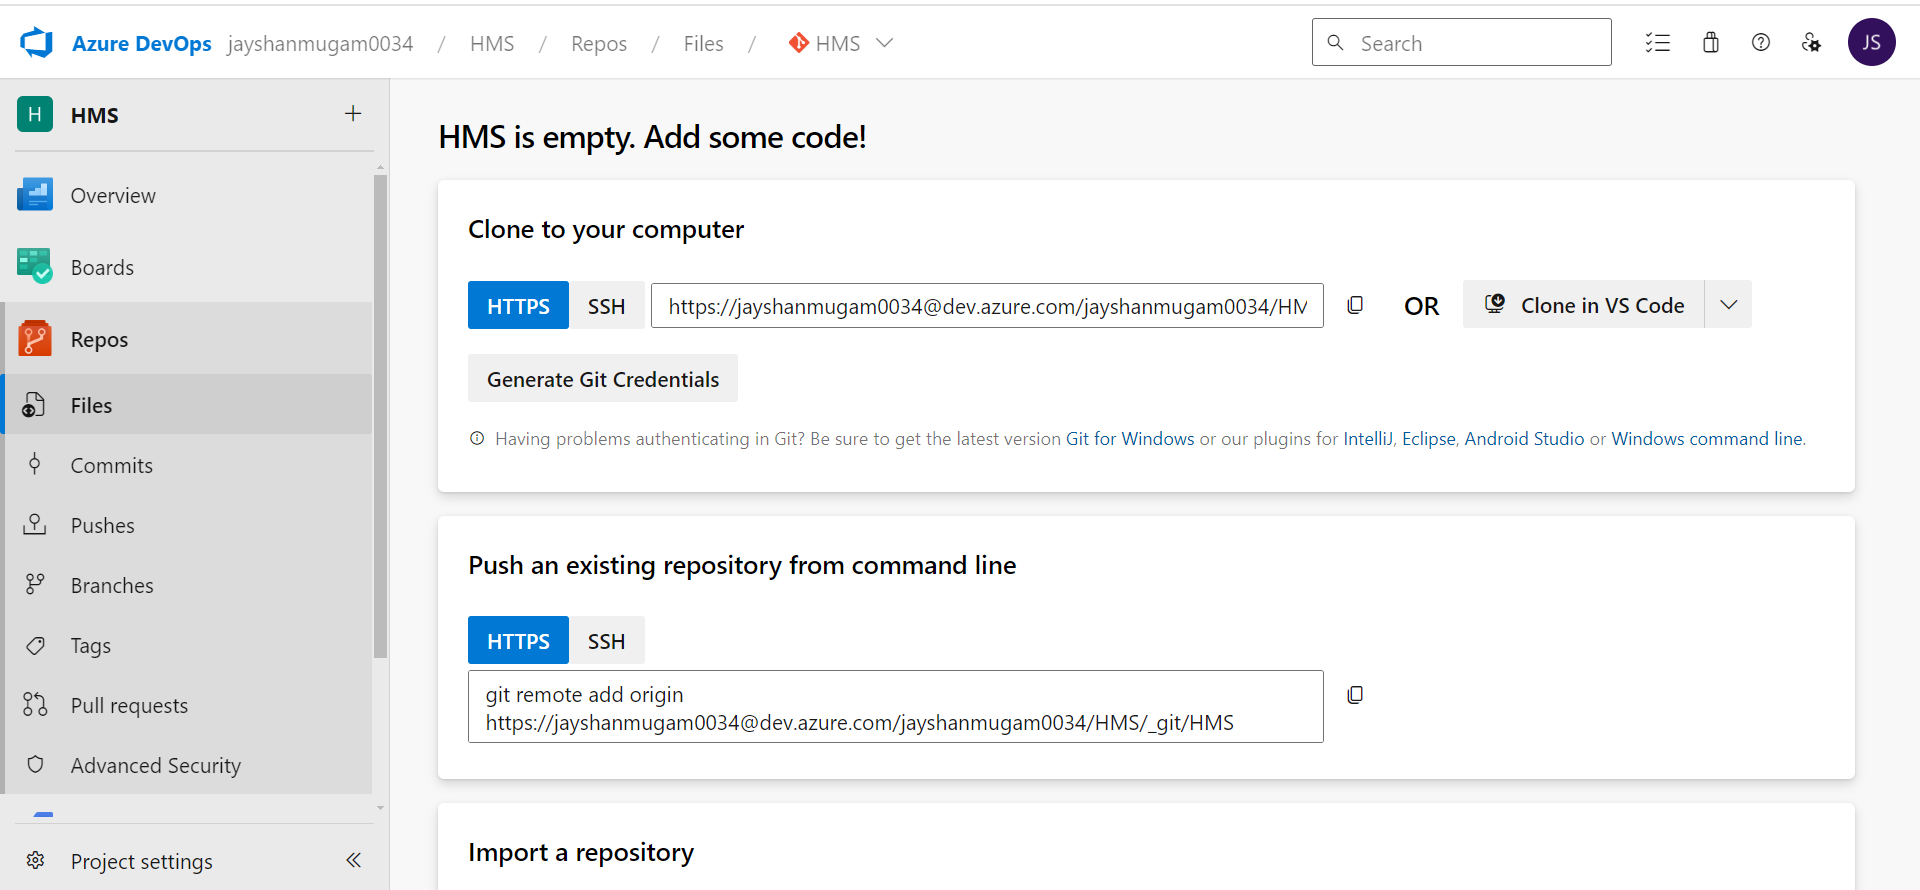 Azure DevOps jayshanmugam0034 / HMS / Repos / Files / HMS
Search
JS
H HMS
Overview
Boards
Repos
Files
Commits
Pushes
Branches
Tags
Pull requests
Advanced Security
Project settings
HMS is empty. Add some code!
Clone to your computer
HTTPS SSH https://jayshanmugam0034@dev.azure.com/jayshanmugam0034/HM OR Clone in VS Code
Generate Git Credentials
Having problems authenticating in Git? Be sure to get the latest version Git for Windows or our plugins for IntelliJ, Eclipse, Android Studio or Windows command line.
Push an existing repository from command line
HTTPS SSH
git remote add origin
https://jayshanmugam0034@dev.azure.com/jayshanmugam0034/HMS/_git/HMS
Import a repository